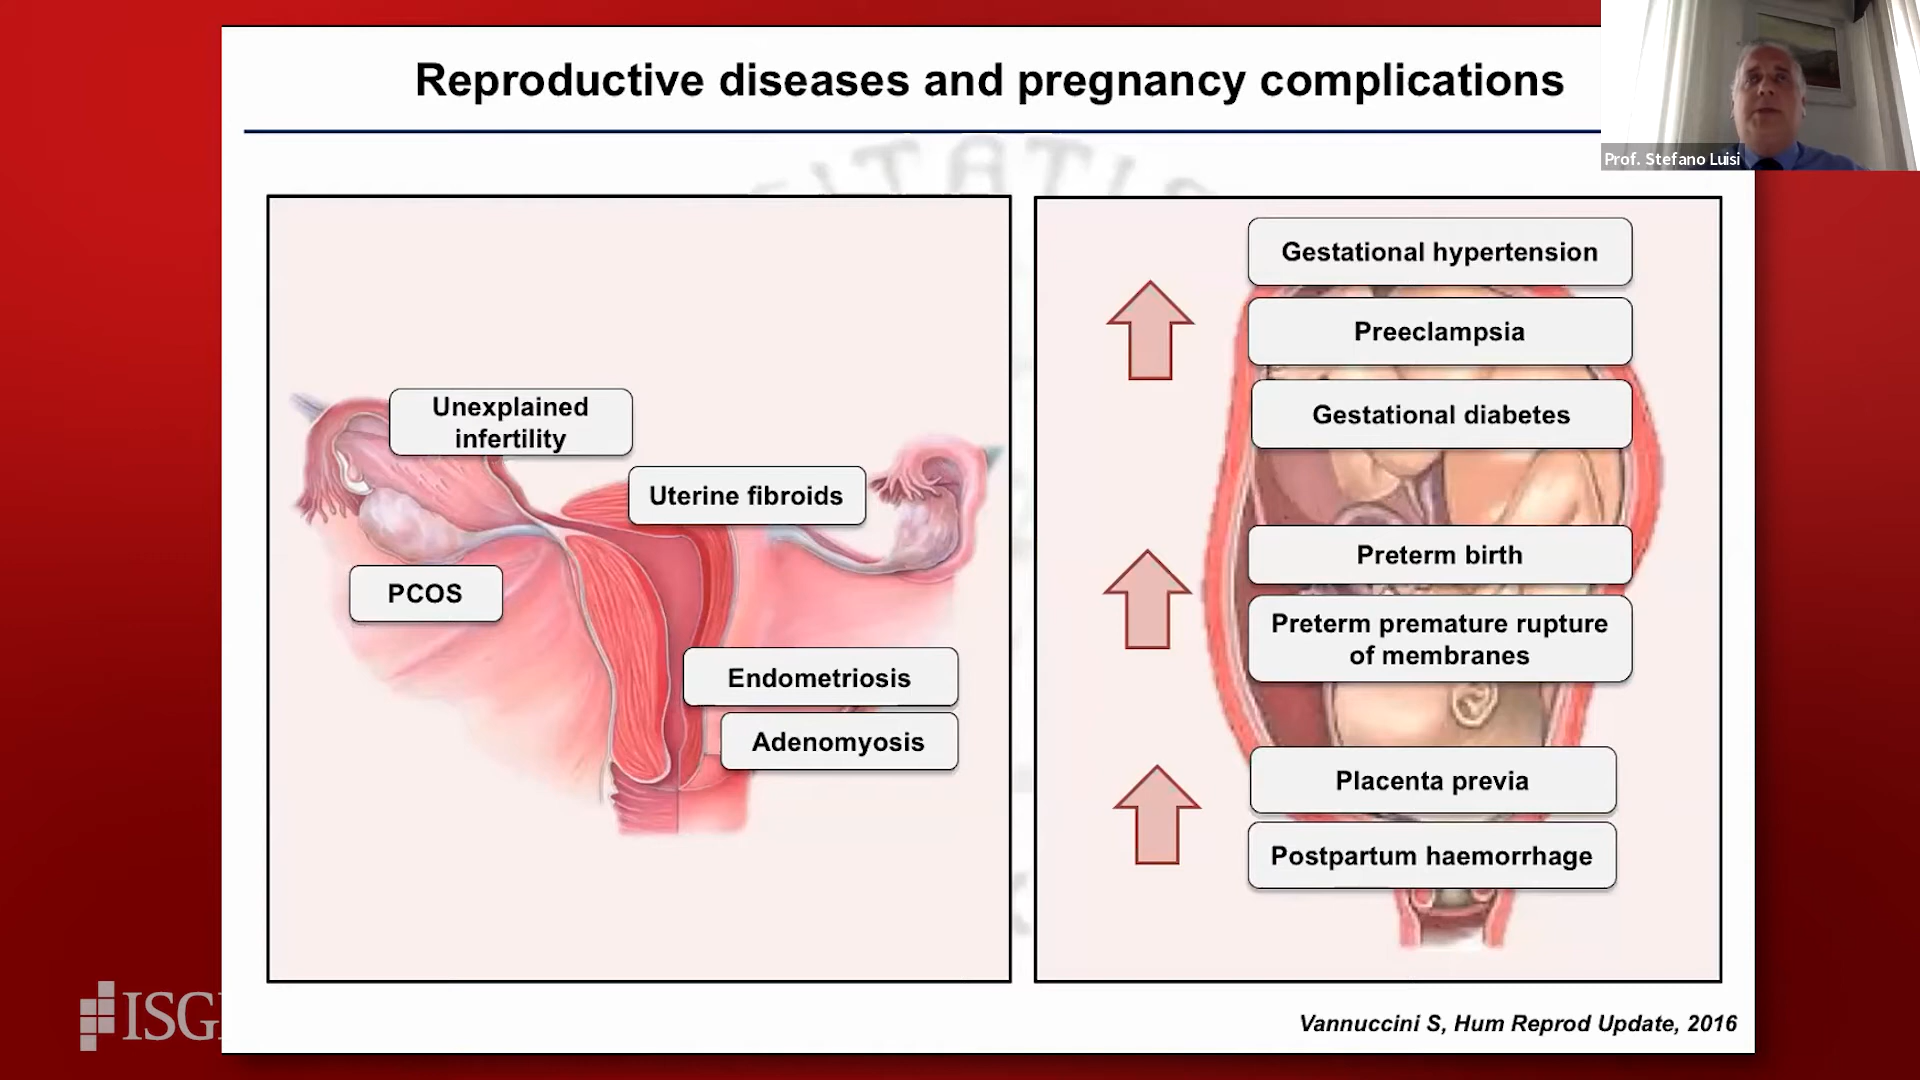 Reproductive diseases and pregnancy complications
Prof. Stefano Luisi
Unexplained
infertility
Uterine fibroids
PCOS
Endometriosis
Adenomyosis
Gestational hypertension
Preeclampsia
Gestational diabetes
Preterm birth
Preterm premature rupture
of membranes
Placenta previa
Postpartum haemorrhage
Vannuccini S, Hum Reprod Update, 2016